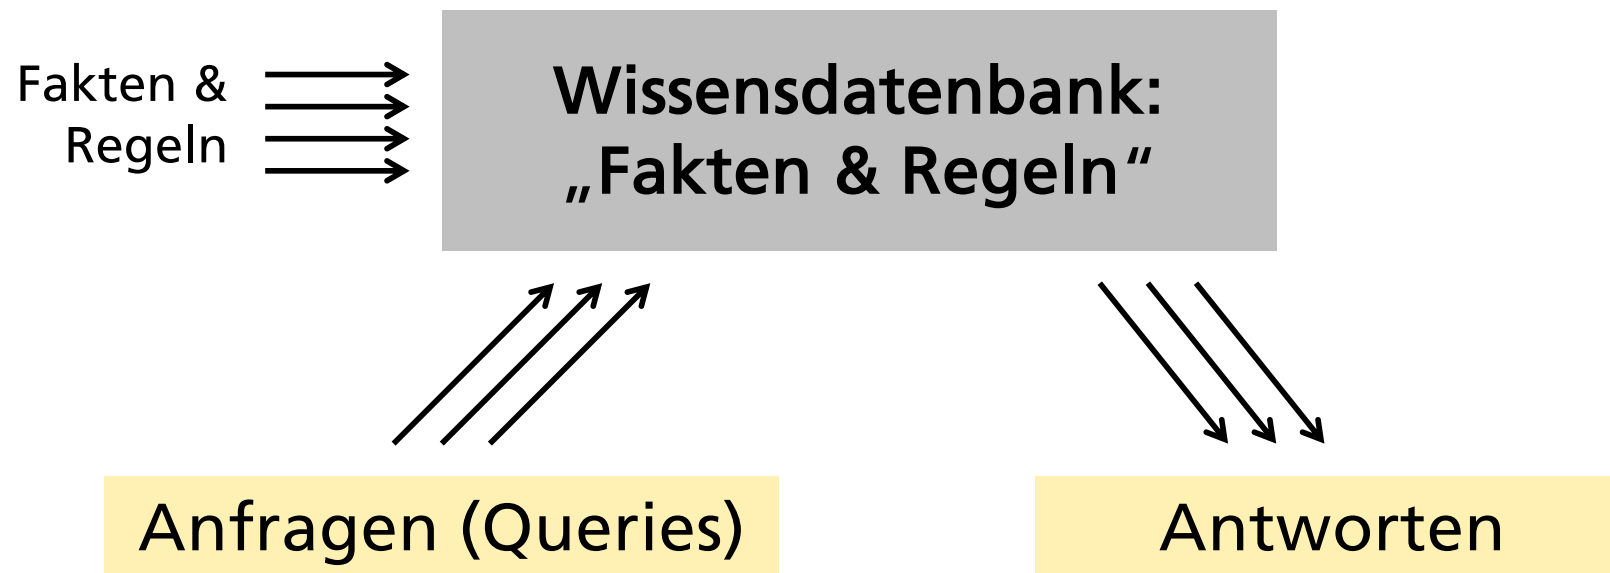 Fakten &
Regeln
Wissensdatenbank:
„Fakten & Regeln“
Anfragen (Queries)
Antworten